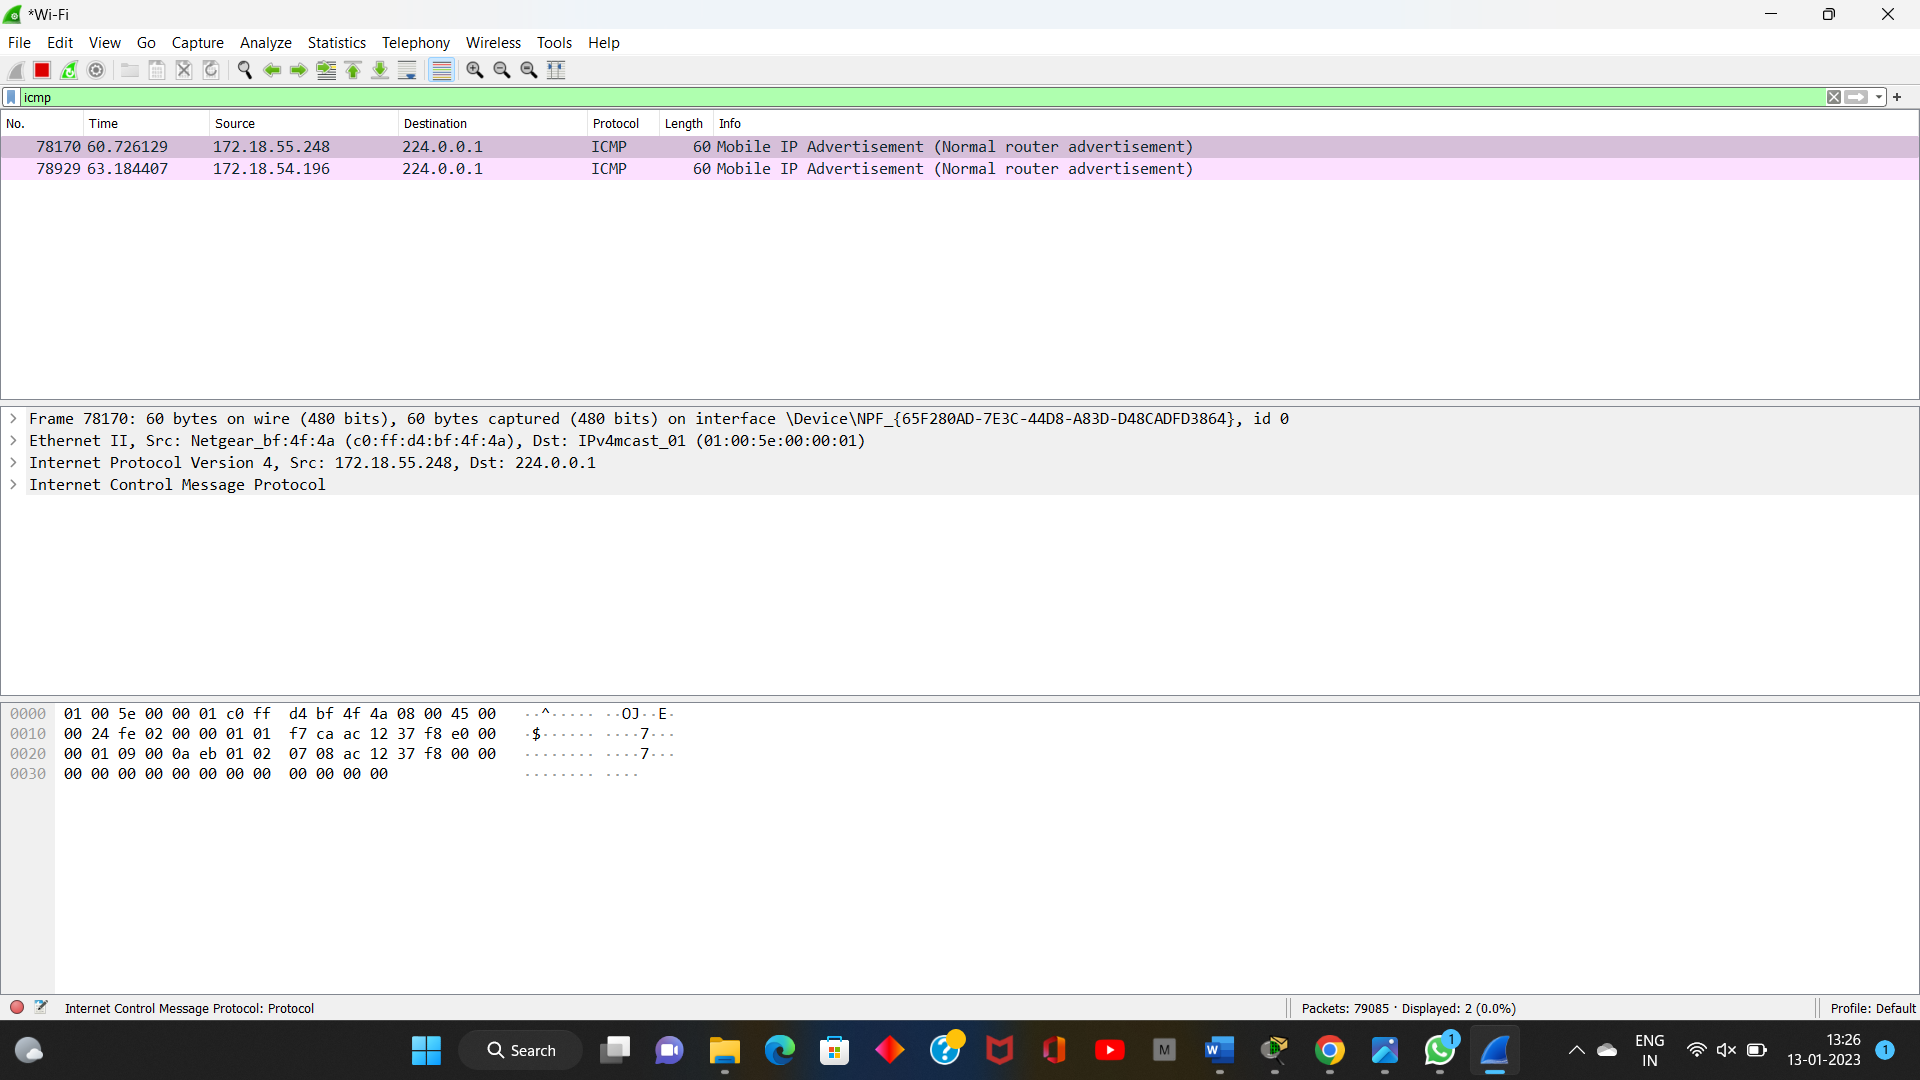 *Wi-Fi
File Edit View Go Capture Analyze Statistics Telephony Wireless Tools Help
icmp
No. Time Source Destination Protocol Length Info
78170 60.726129 172.18.55.248 224.0.0.1 ICMP 60 Mobile IP Advertisement (Normal router advertisement)
78929 63.184407 172.18.54.196 224.0.0.1 ICMP 60 Mobile IP Advertisement (Normal router advertisement)
Frame 78170: 60 bytes on wire (480 bits), 60 bytes captured (480 bits) on interface \Device\NPF_{65F280AD-7E3C-44D8-A83D-D48CADFD3864}, id 0
Ethernet II, Src: Netgear_bf:4f:4a (c0:ff:d4:bf:4f:4a), Dst: IPv4mcast_01 (01:00:5e:00:00:01)
Internet Protocol Version 4, Src: 172.18.55.248, Dst: 224.0.0.1
Internet Control Message Protocol
0000 01 00 5e 00 00 01 c0 ff d4 bf 4f 4a 08 00 45 00 ··^····· ··OJ··E·
0010 00 24 fe 02 00 00 01 01 f7 ca ac 12 37 f8 e0 00 ·$······ ····7···
0020 00 01 09 00 0a eb 01 02 07 08 ac 12 37 f8 00 00 ········ ····7···
0030 00 00 00 00 00 00 00 00 00 00 00 00 ········ ····
Internet Control Message Protocol: Protocol
Packets: 79085 · Displayed: 2 (0.0%)
Profile: Default
Search
M
W
1
ENG
IN
13:26
13-01-2023
1